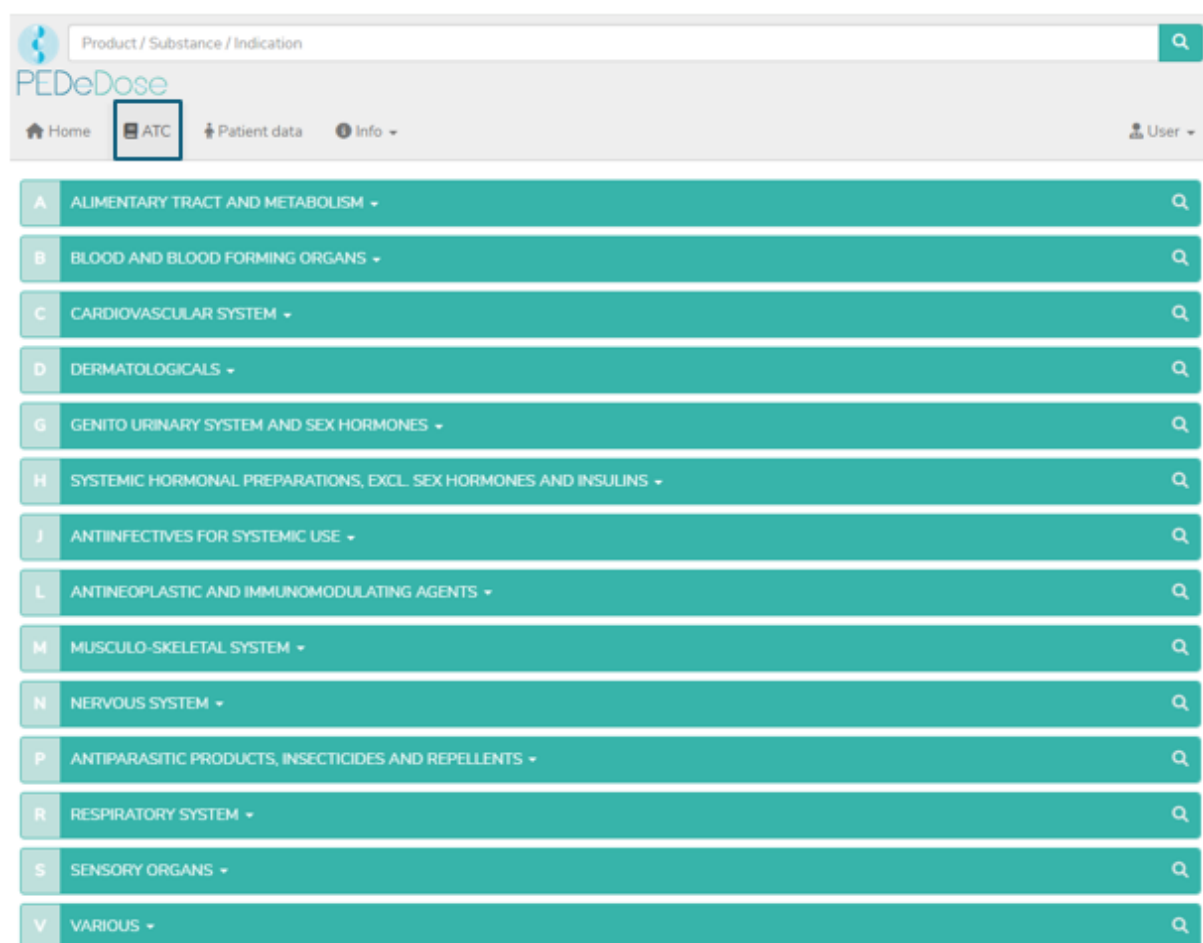 Product / Substance / Indication
PEDeDose
Home ATC Patient data Info User
A ALIMENTARY TRACT AND METABOLISM
B BLOOD AND BLOOD FORMING ORGANS
C CARDIOVASCULAR SYSTEM
D DERMATOLOGICALS
G GENITO URINARY SYSTEM AND SEX HORMONES
H SYSTEMIC HORMONAL PREPARATIONS, EXCL. SEX HORMONES AND INSULINS
J ANTIINFECTIVES FOR SYSTEMIC USE
L ANTINEOPLASTIC AND IMMUNOMODULATING AGENTS
M MUSCULO-SKELETAL SYSTEM
N NERVOUS SYSTEM
P ANTIPARASITIC PRODUCTS, INSECTICIDES AND REPELLENTS
R RESPIRATORY SYSTEM
S SENSORY ORGANS
V VARIOUS